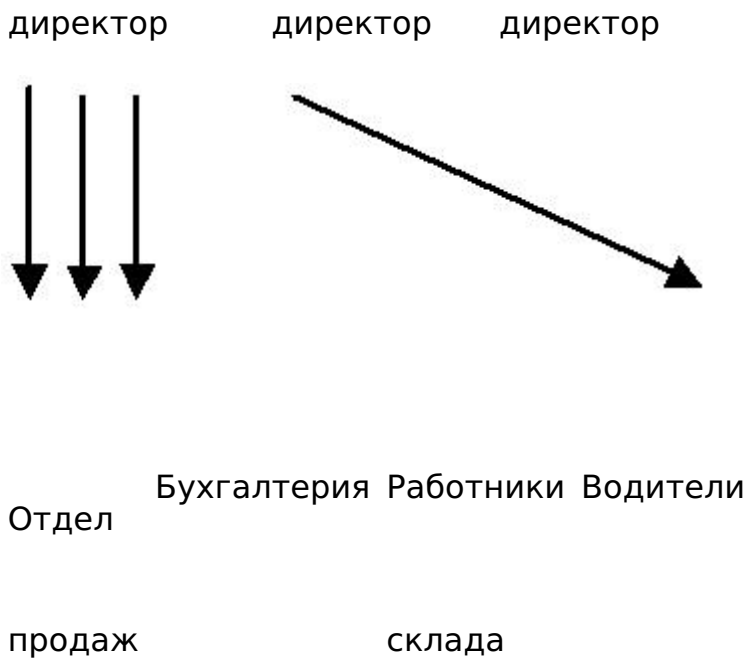 директор директор директор
Бухгалтерия Работники Водители
Отдел
продаж склада